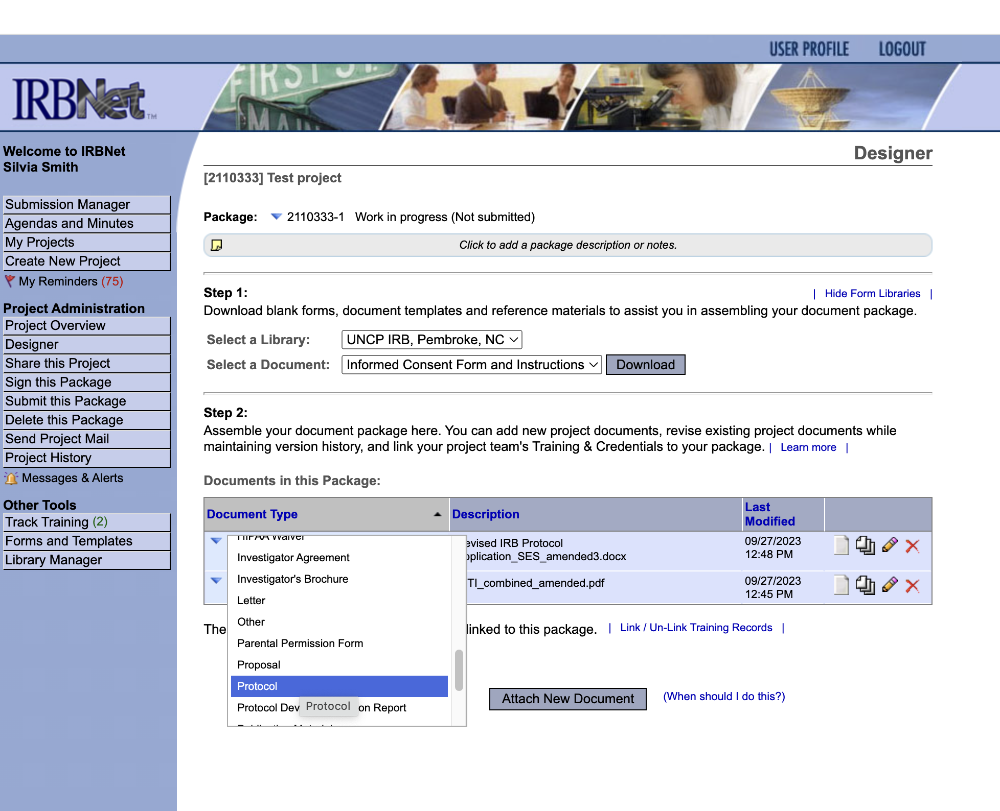 USER PROFILE LOGOUT
FIRST ST.
MAIN
IRBNet™
Welcome to IRBNet
Silvia Smith
Submission Manager
Agendas and Minutes
My Projects
Create New Project
My Reminders (75)
Project Administration
Project Overview
Designer
Share this Project
Sign this Package
Submit this Package
Delete this Package
Send Project Mail
Project History
Messages & Alerts
Other Tools
Track Training (2)
Forms and Templates
Library Manager
Designer
[2110333] Test project
Package: 2110333-1 Work in progress (Not submitted)
Click to add a package description or notes.
Step 1:
| Hide Form Libraries |
Download blank forms, document templates and reference materials to assist you in assembling your document package.
Select a Library: UNCP IRB, Pembroke, NC
Select a Document: Informed Consent Form and Instructions Download
Step 2:
Assemble your document package here. You can add new project documents, revise existing project documents while
maintaining version history, and link your project team's Training & Credentials to your package. | Learn more |
Documents in this Package:
Document Type Description Last
Modified
HIPAA Waiver
Investigator Agreement
Investigator's Brochure
Letter
Other
Parental Permission Form
Proposal
Protocol
Protocol Dev
Protocol
on Report
evised IRB Protocol
plication_SES_amended3.docx
09/27/2023
12:48 PM
TI_combined_amended.pdf
09/27/2023
12:45 PM
The
linked to this package. | Link / Un-Link Training Records |
Attach New Document (When should I do this?)